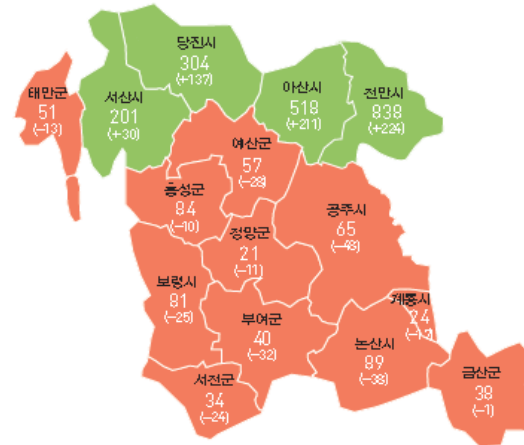 당진시
304
(+137)
태안군
51
(-13)
서산시
201
(+30)
아산시
518
(+211)
천안시
838
(+224)
예산군
57
(-28)
홍성군
84
(-10)
공주시
65
(-48)
청양군
21
(-11)
보령시
81
(-25)
부여군
40
(-32)
계룡시
24
(-17)
논산시
89
(-38)
서천군
34
(-24)
금산군
38
(-1)